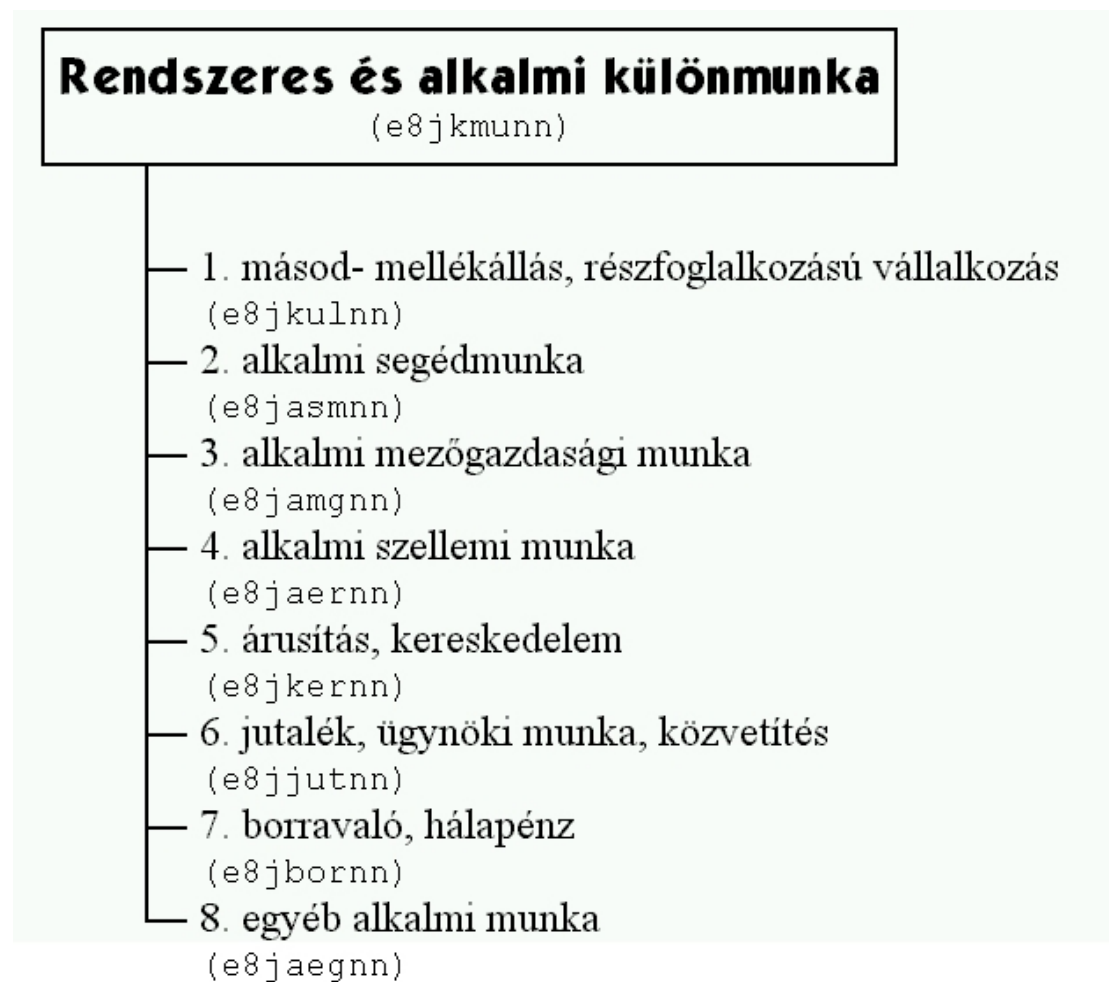 Rendszeres és alkalmi különmunka
(e8jkmunn)
1. másod- mellékállás, részfoglalkozású vállalkozás
(e8jkulnn)
2. alkalmi segédmunka
(e8jasmnn)
3. alkalmi mezőgazdasági munka
(e8jamgnn)
4. alkalmi szellemi munka
(e8jaernn)
5. árusítás, kereskedelem
(e8jkernn)
6. jutalék, ügynöki munka, közvetítés
(e8jjutnn)
7. borravaló, hálapénz
(e8jbornn)
8. egyéb alkalmi munka
(e8jaegnn)